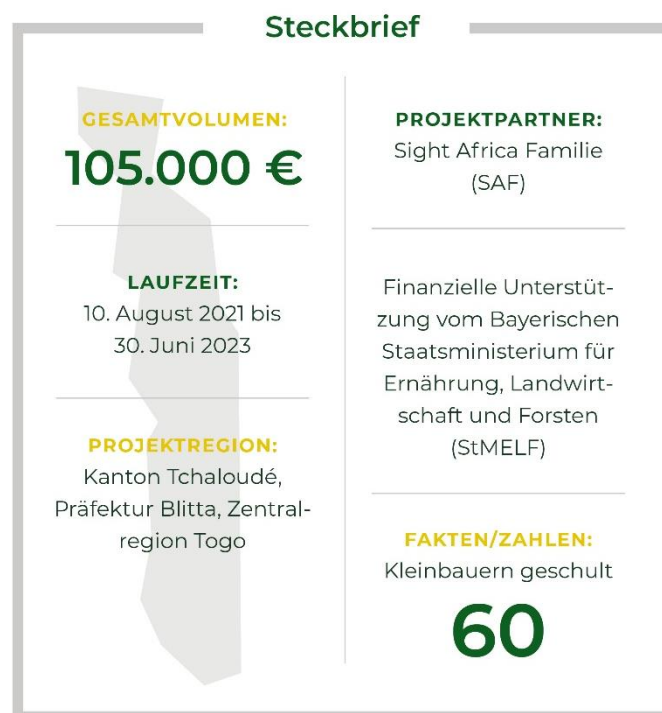 Steckbrief
GESAMTVOLUMEN:
105.000 €
LAUFZEIT:
10. August 2021 bis
30. Juni 2023
PROJEKTREGION:
Kanton Tchaloudé,
Präfektur Blitta, Zentral-
region Togo
PROJEKTPARTNER:
Sight Africa Familie
(SAF)
Finanzielle Unterstüt-
zung vom Bayerischen
Staatsministerium für
Ernährung, Landwirt-
schaft und Forsten
(StMELF)
FAKTEN/ZAHLEN:
Kleinbauern geschult
60